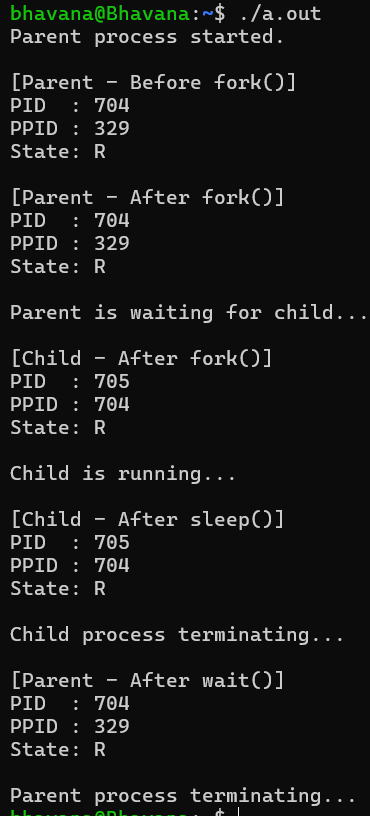 bhavana@Bhavana:~$ ./a.out
Parent process started.
[Parent - Before fork()]
PID  : 704
PPID : 329
State: R
[Parent - After fork()]
PID  : 704
PPID : 329
State: R
Parent is waiting for child...
[Child - After fork()]
PID  : 705
PPID : 704
State: R
Child is running...
[Child - After sleep()]
PID  : 705
PPID : 704
State: R
Child process terminating...
[Parent - After wait()]
PID  : 704
PPID : 329
State: R
Parent process terminating...
bhavana@Bhavana:~$